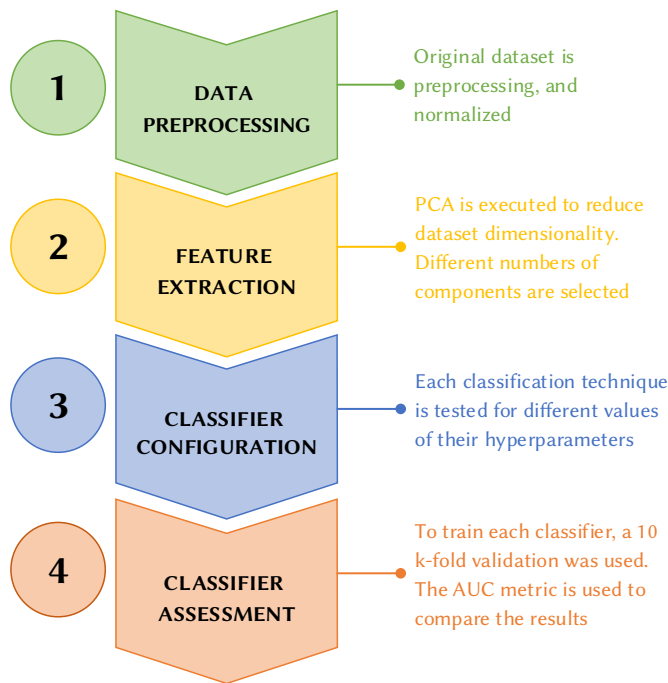 1
DATA
PREPROCESSING
Original dataset is
preprocessing, and
normalized
2
FEATURE
EXTRACTION
PCA is executed to reduce
dataset dimensionality.
Different numbers of
components are selected
3
CLASSIFIER
CONFIGURATION
Each classification technique
is tested for different values
of their hyperparameters
4
CLASSIFIER
ASSESSMENT
To train each classifier, a 10
k-fold validation was used.
The AUC metric is used to
compare the results